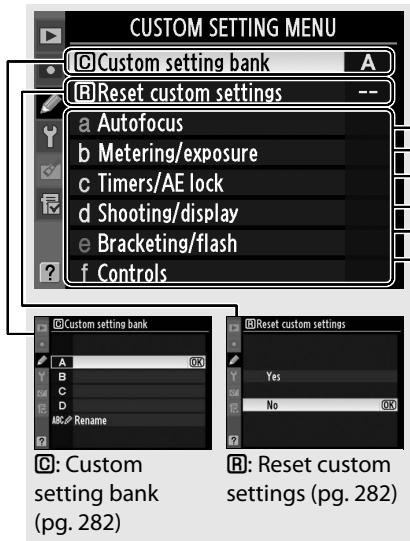 CUSTOM SETTING MENU
C Custom setting bank A
R Reset custom settings --
a Autofocus
b Metering/exposure
c Timers/AE lock
d Shooting/display
e Bracketing/flash
f Controls
?
C Custom setting bank
A OK
B
C
D
ABC Rename
?
R Reset custom settings
Yes
No OK
?
C: Custom
setting bank
(pg. 282)
R: Reset custom
settings (pg. 282)